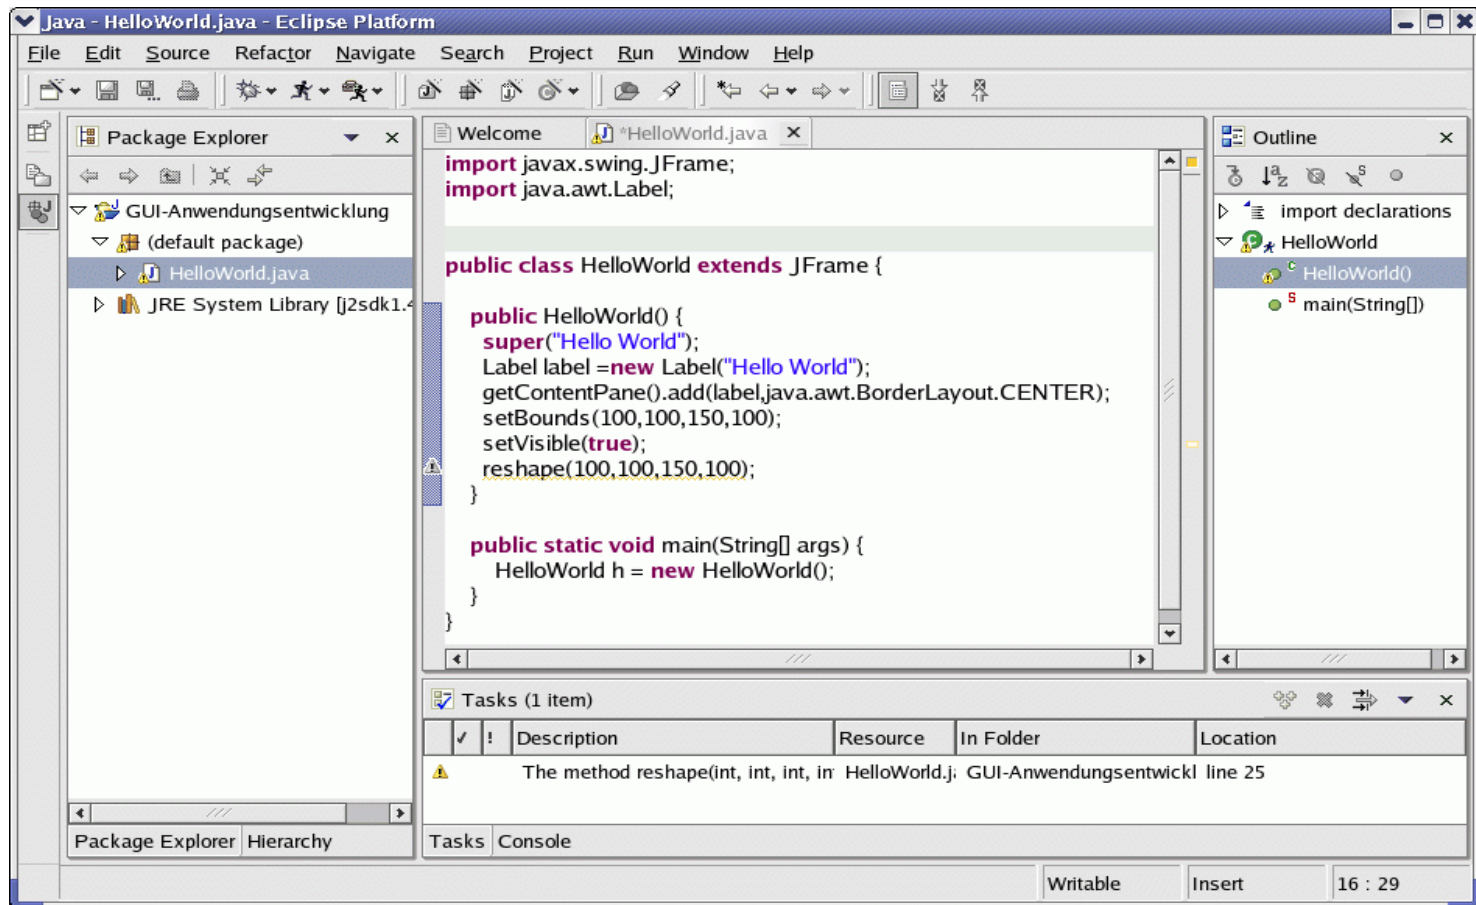 Java - HelloWorld.java - Eclipse Platform
File Edit Source Refactor Navigate Search Project Run Window Help
Package Explorer
GUI-Anwendungsentwicklung
(default package)
HelloWorld.java
JRE System Library [j2sdk1.4
Package Explorer Hierarchy
Welcome *HelloWorld.java
import javax.swing.JFrame;
import java.awt.Label;
public class HelloWorld extends JFrame {
public HelloWorld() {
super("Hello World");
Label label =new Label("Hello World");
getContentPane().add(label,java.awt.BorderLayout.CENTER);
setBounds(100,100,150,100);
setVisible(true);
reshape(100,100,150,100);
}
public static void main(String[] args) {
HelloWorld h = new HelloWorld();
}
}
Outline
import declarations
HelloWorld
HelloWorld()
main(String[])
Tasks (1 item)
! Description Resource In Folder Location
The method reshape(int, int, int, in HelloWorld.j GUI-Anwendungsentwickl line 25
Tasks Console
Writable Insert 16 : 29